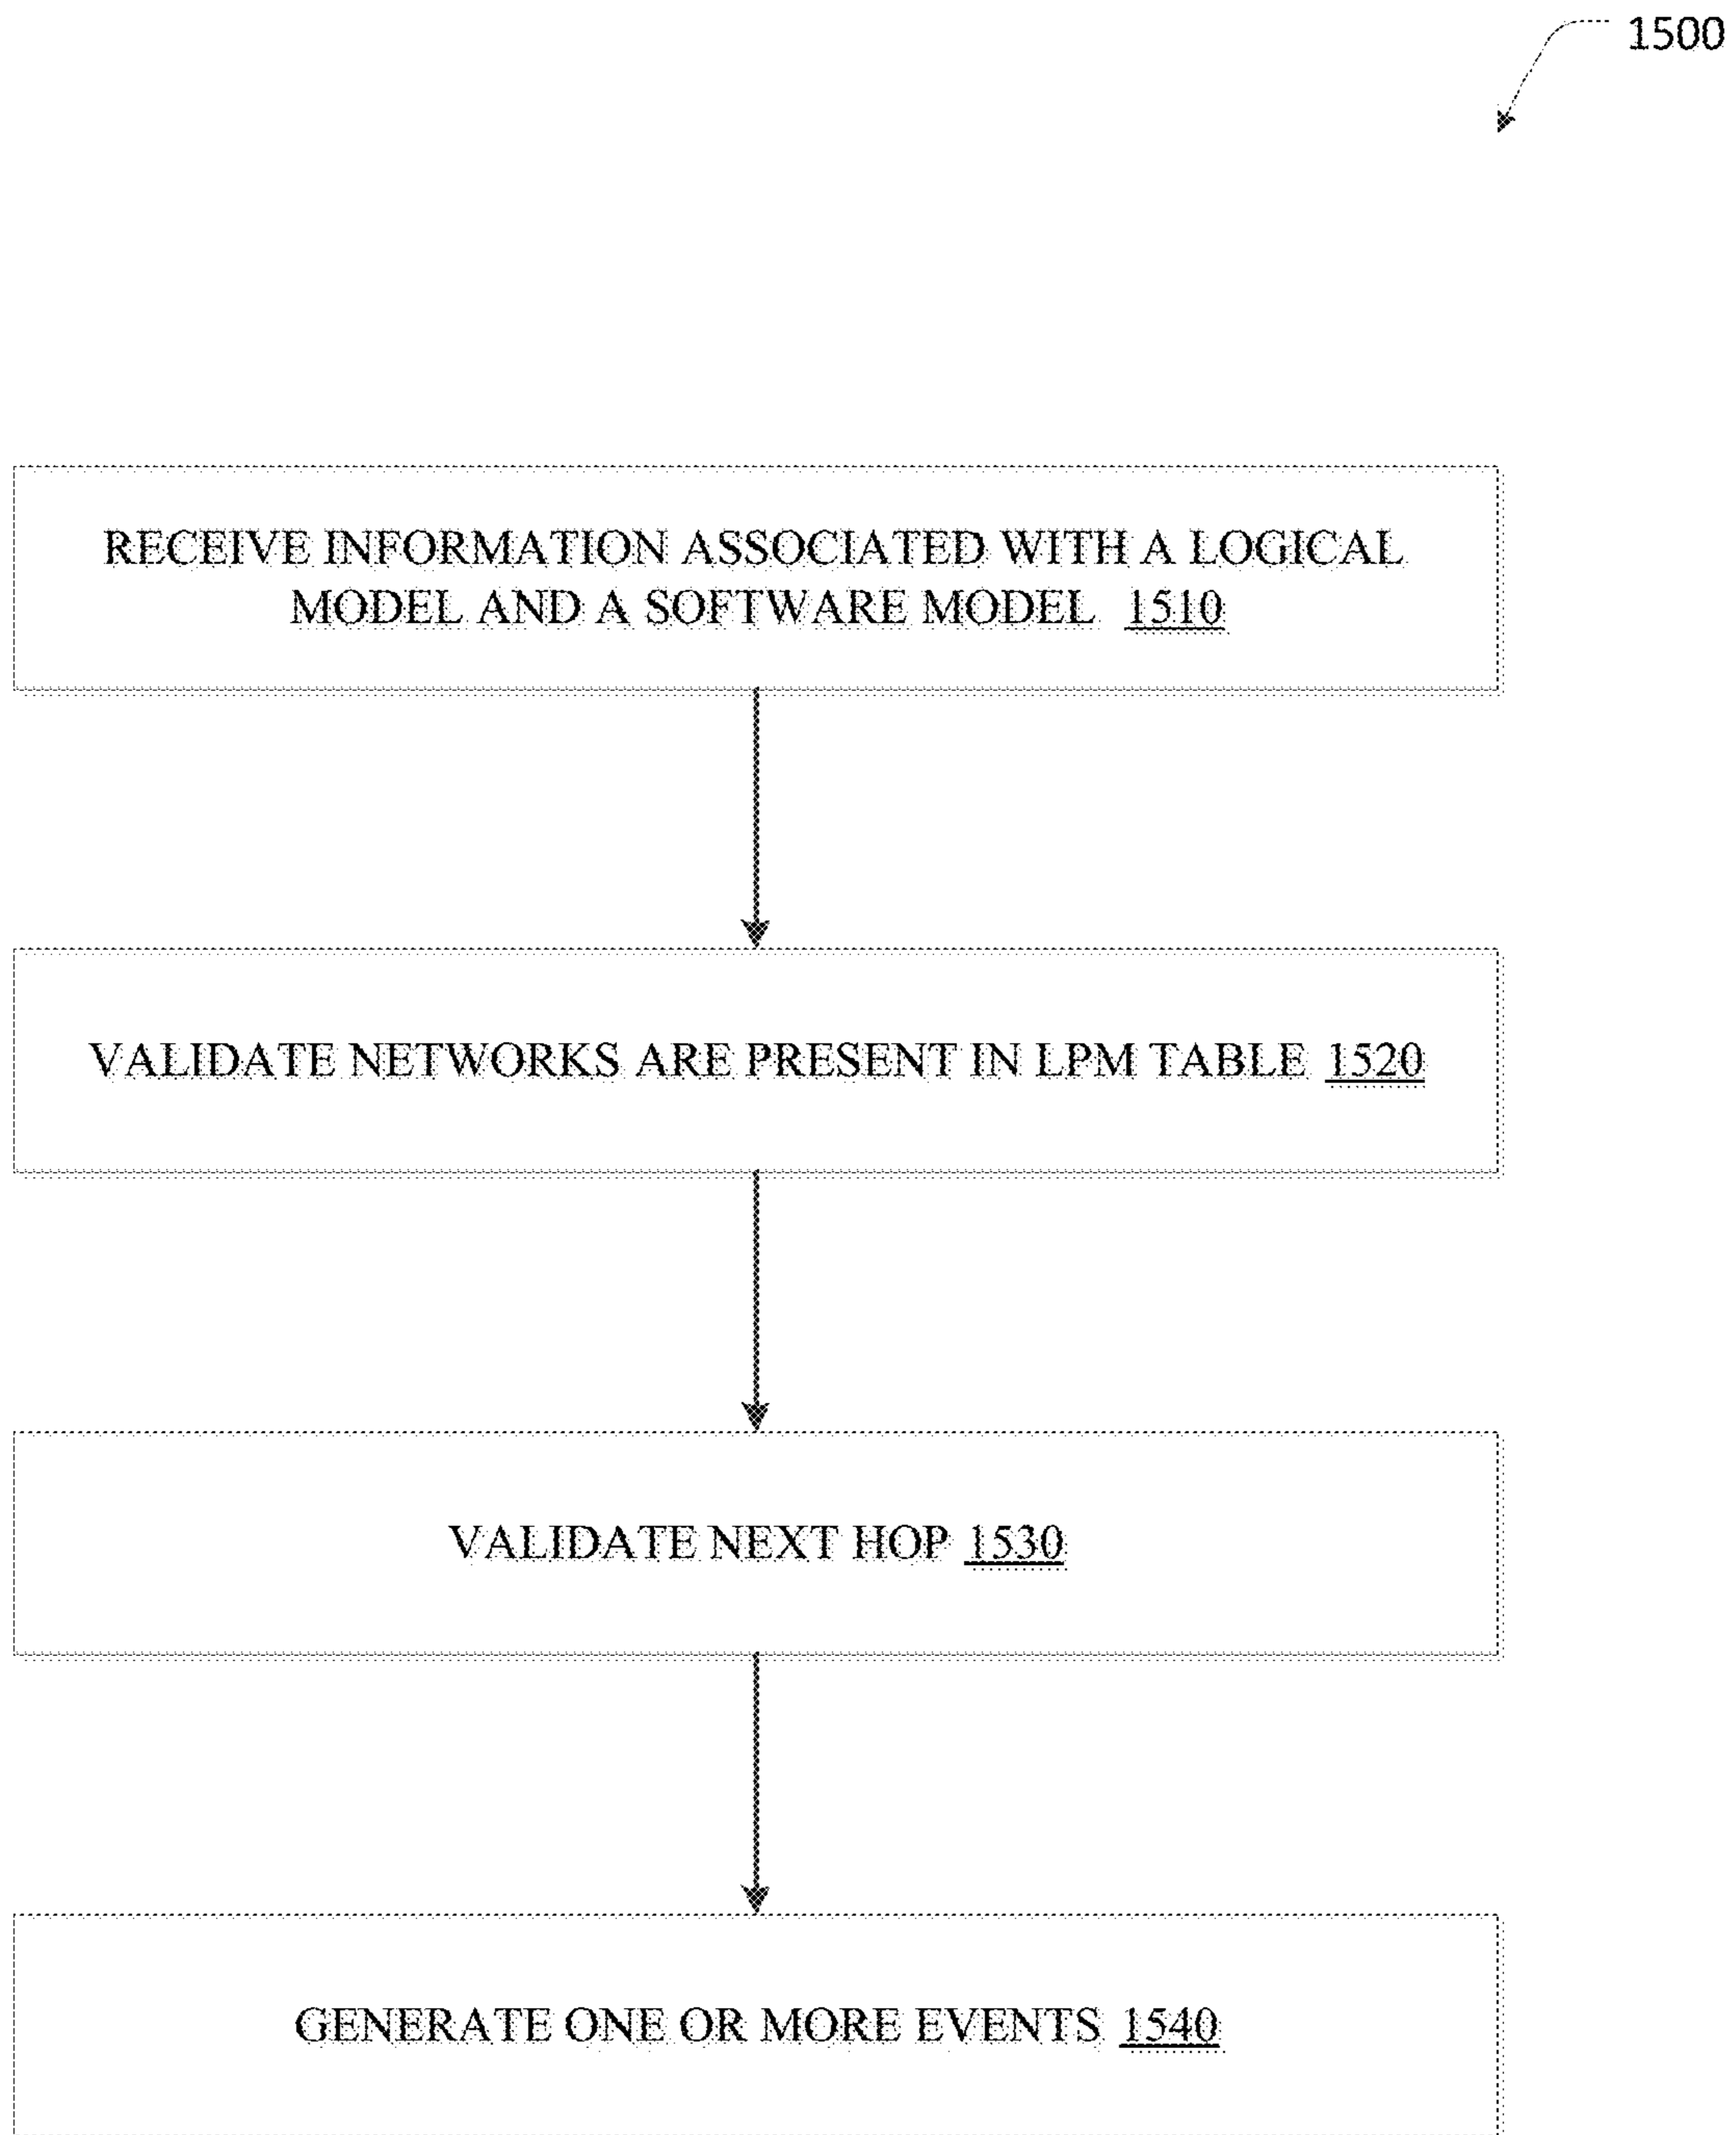 1500
RECEIVE INFORMATION ASSOCIATED WITH A LOGICAL
MODEL AND A SOFTWARE MODEL 1510
VALIDATE NETWORKS ARE PRESENT IN LPM TABLE 1520
VALIDATE NEXT HOP 1530
GENERATE ONE OR MORE EVENTS 1540